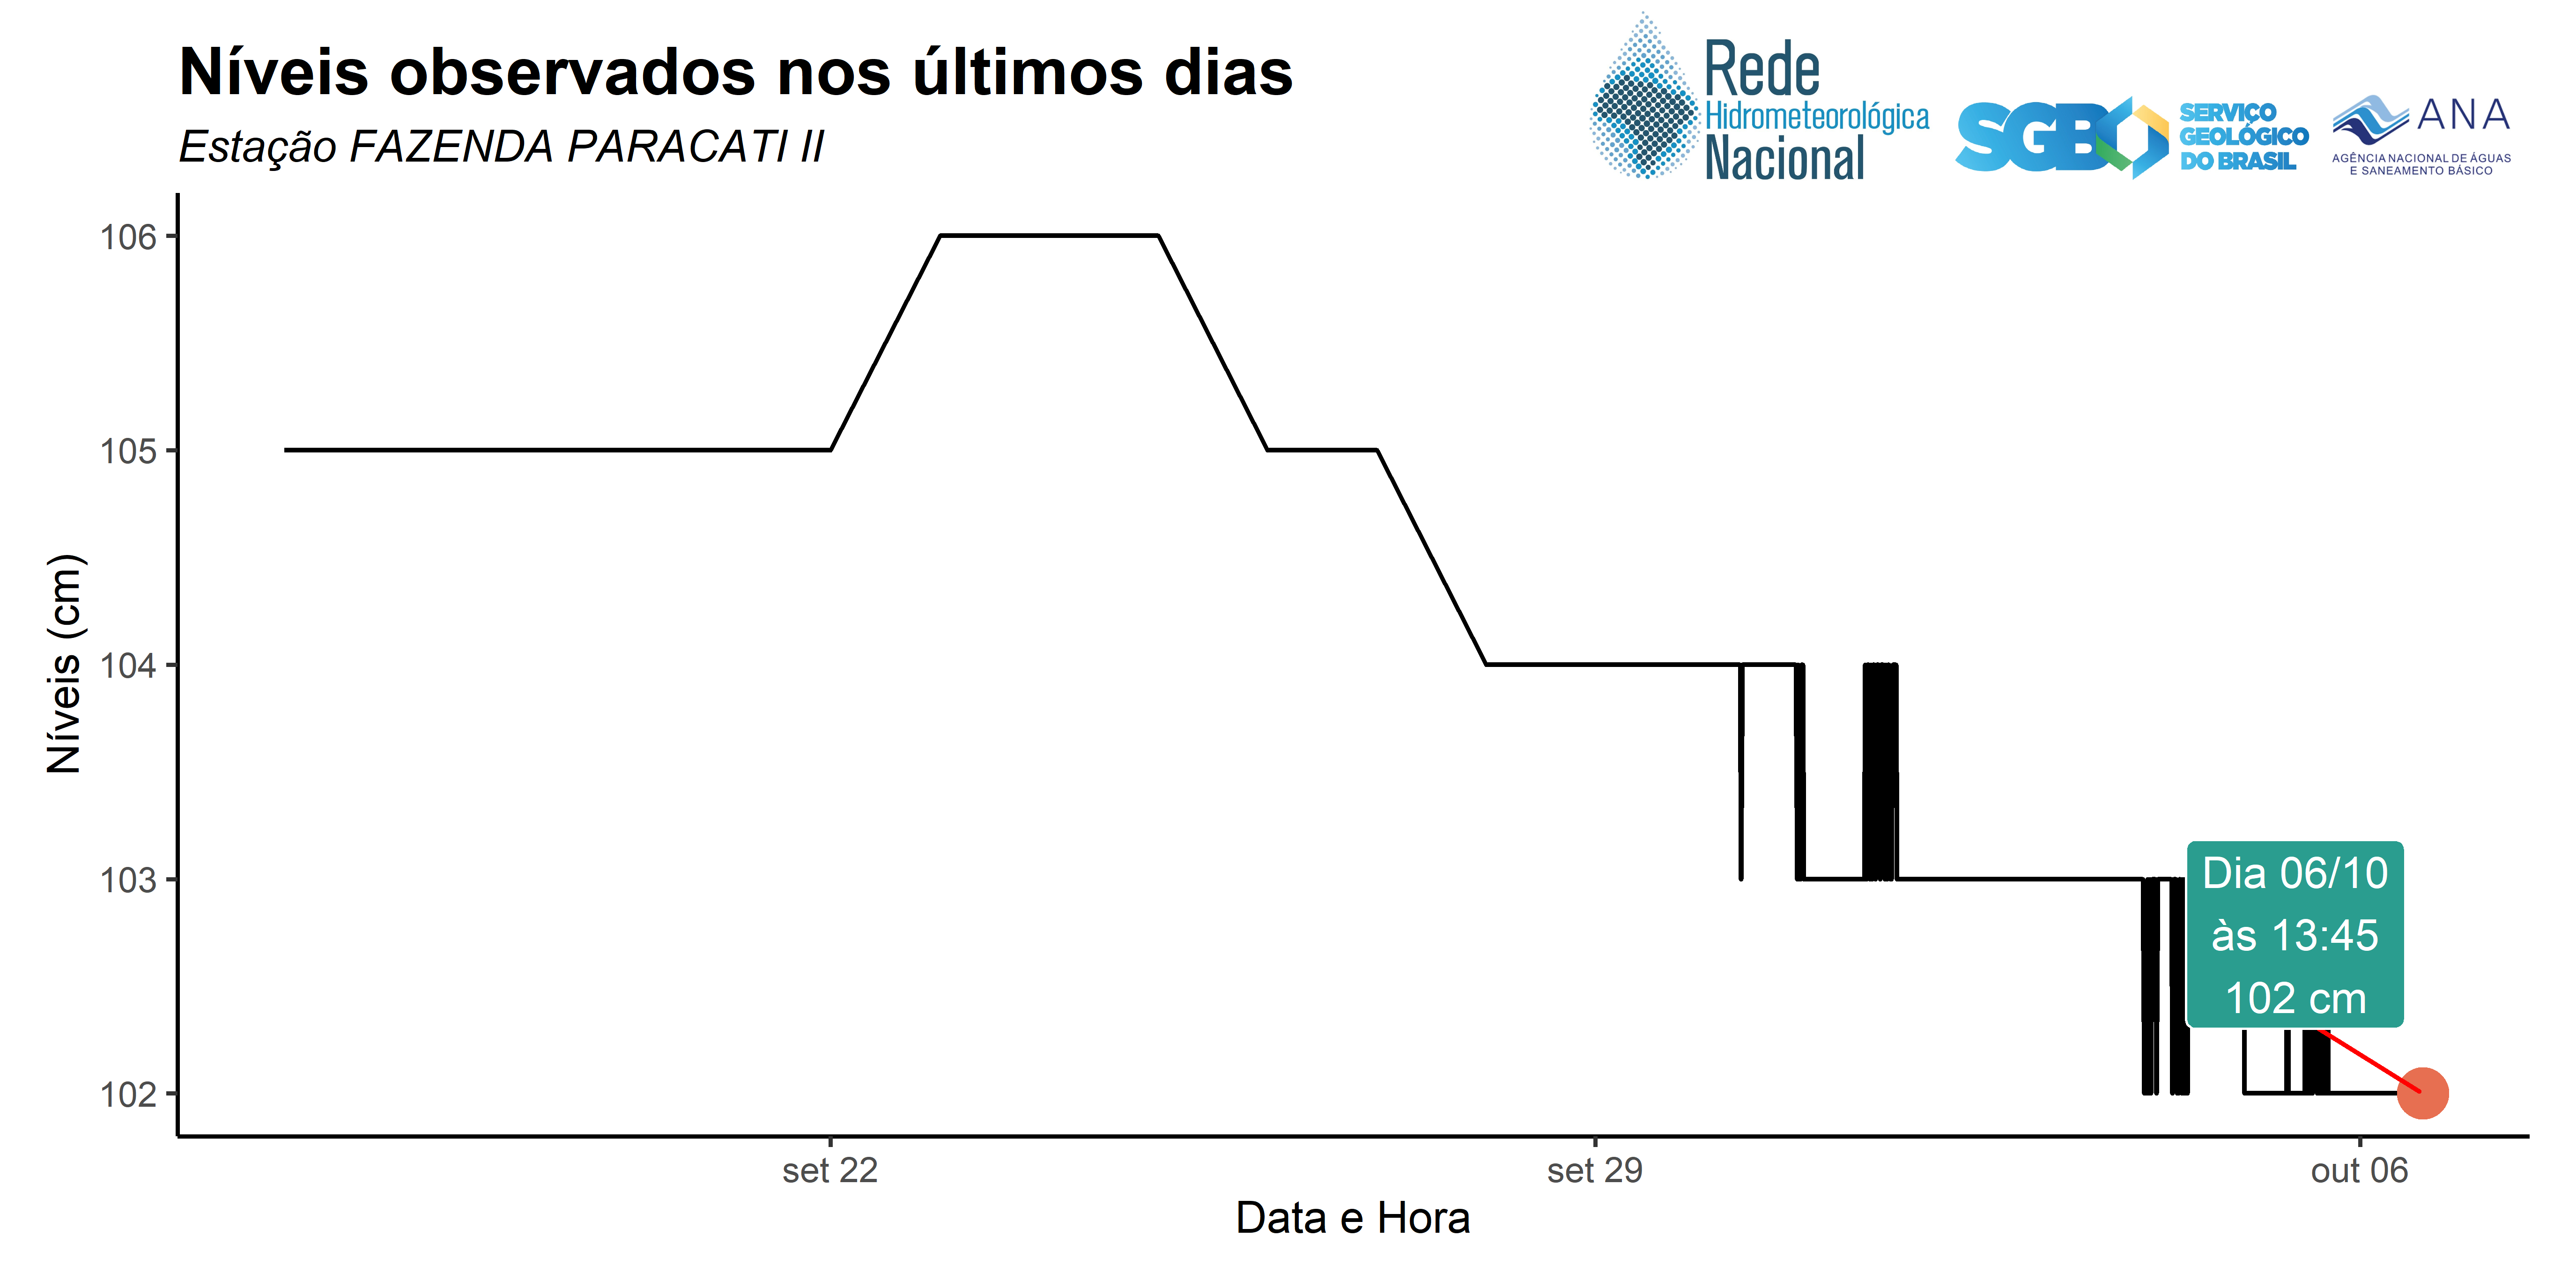 Níveis observados nos últimos dias
Estação FAZENDA PARACATI II
Rede
Hidrometeorológica
Nacional
SGB
SERVIÇO
GEOLÓGICO
DO BRASIL
ANA
AGÊNCIA NACIONAL DE ÁGUAS
E SANEAMENTO BÁSICO
106
105
104
103
102
Níveis (cm)
Dia 06/10
às 13:45
102 cm
set 22
set 29
out 06
Data e Hora